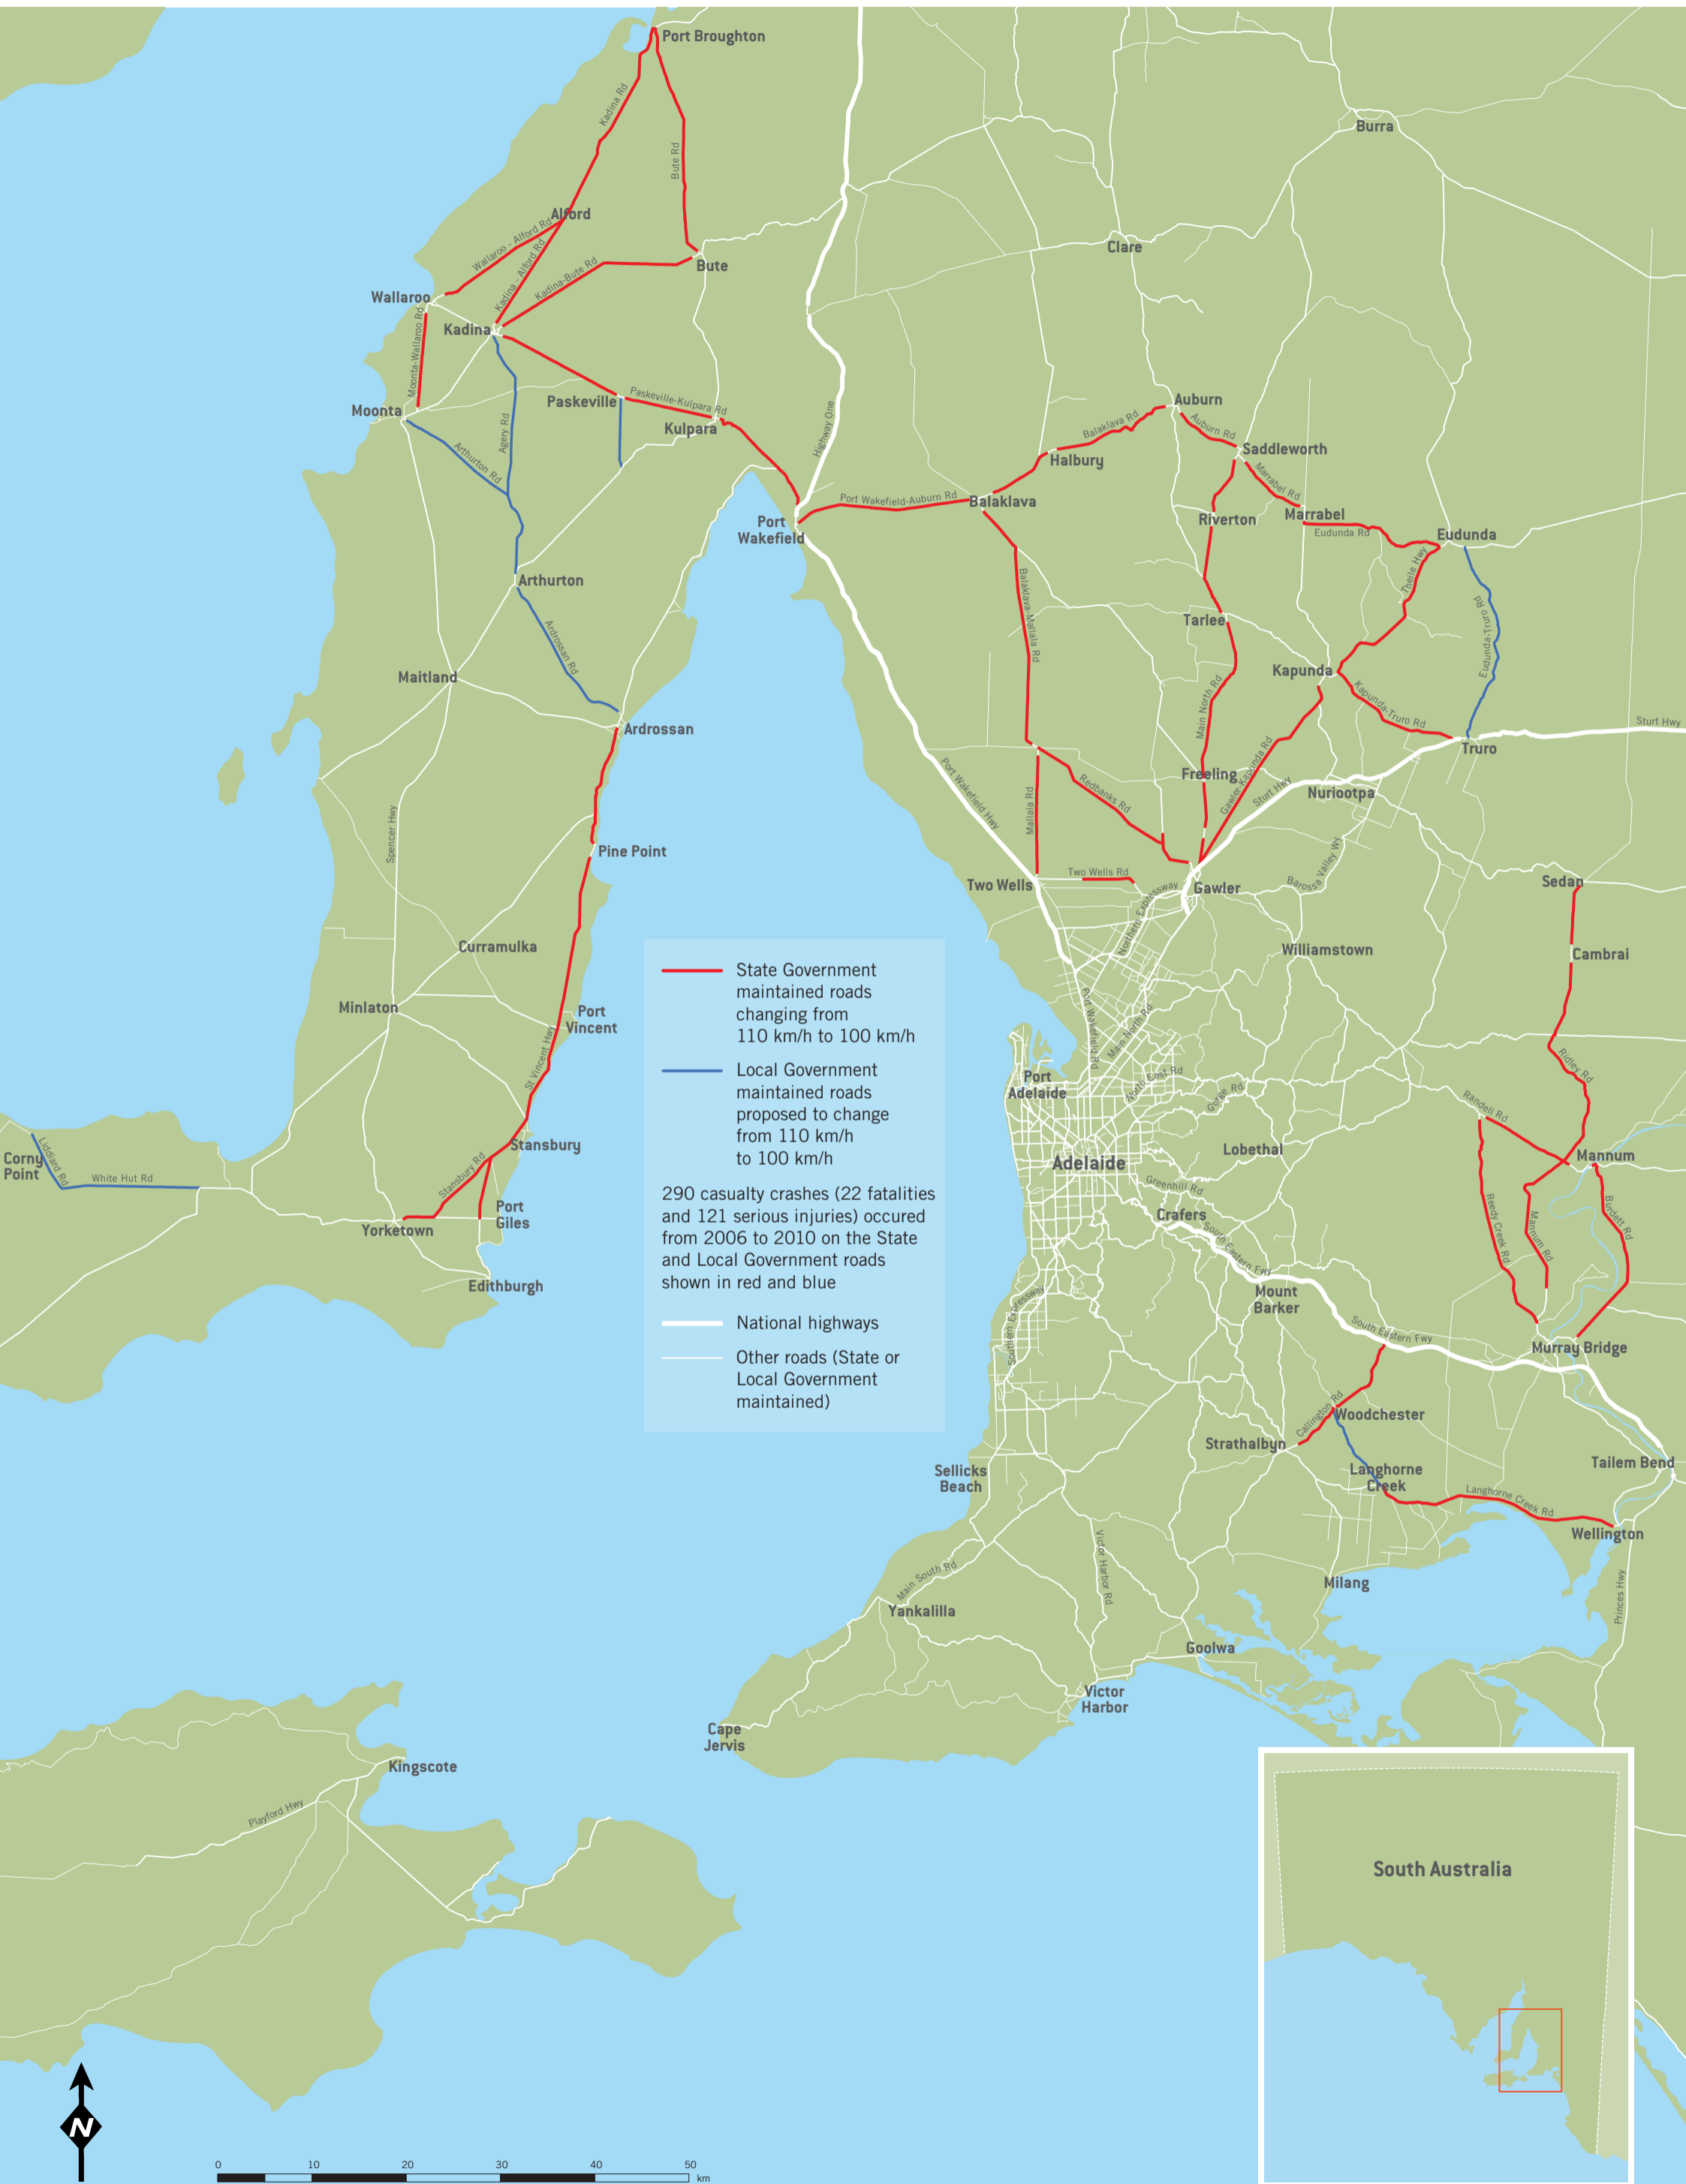 Port Broughton
Kadina Rd
Burra
Bute Rd
Alford
Wallaroo - Alford Rd
Clare
Kadina - Alford Rd
Kadina-Bute Rd
Bute
Wallaroo
Moonta-Wallaroo Rd
Kadina
Paskeville
Paskeville-Kulpara Rd
Auburn
Moonta
Kulpara
Highway One
Balaklava Rd
Auburn Rd
Agery Rd
Arthurton Rd
Halbury
Saddleworth
Marrabel Rd
Port Wakefield-Auburn Rd
Balaklava
Port
Wakefield
Riverton
Marrabel
Eudunda Rd
Eudunda
Thiele Hwy
Arthurton
Balaklava-Mallala Rd
Eudunda-Truro Rd
Ardrossan Rd
Tarlee
Maitland
Kapunda
Kapunda-Truro Rd
Main North Rd
Ardrossan
Sturt Hwy
Truro
Port Wakefield Hwy
Redbanks Rd
Freeling
Gawler-Kapunda Rd
Sturt Hwy
Nuriootpa
Mallala Rd
Spencer Hwy
Pine Point
Barossa Valley Wy
Two Wells
Two Wells Rd
Gawler
Sedan
Northern Expressway
Curramulka
Williamstown
Cambrai
Minlaton
Port
Vincent
St Vincent Hwy
Port Wakefield Rd
Main North Rd
Ridley Rd
Port
Adelaide
North East Rd
Gorge Rd
Randell Rd
Stansbury
Lobethal
Mannum
Corny
Point
Liddiard Rd
White Hut Rd
Stansbury Rd
Adelaide
Greenhill Rd
Port
Giles
Yorketown
Crafers
South Eastern Fwy
Reedy Creek Rd
Mannum Rd
Burdett Rd
Edithburgh
Mount
Barker
Southern Expressway
South Eastern Fwy
Murray Bridge
Callington Rd
Woodchester
Strathalbyn
Langhorne
Creek
Tailem Bend
Sellicks
Beach
Langhorne Creek Rd
Wellington
Victor Harbor Rd
Main South Rd
Milang
Princes Hwy
Yankalilla
Goolwa
Victor
Harbor
Cape
Jervis
Kingscote
Playford Hwy
State Government
maintained roads
changing from
110 km/h to 100 km/h
Local Government
maintained roads
proposed to change
from 110 km/h
to 100 km/h
290 casualty crashes (22 fatalities
and 121 serious injuries) occured
from 2006 to 2010 on the State
and Local Government roads
shown in red and blue
National highways
Other roads (State or
Local Government
maintained)
South Australia
N
0 10 20 30 40 50
km